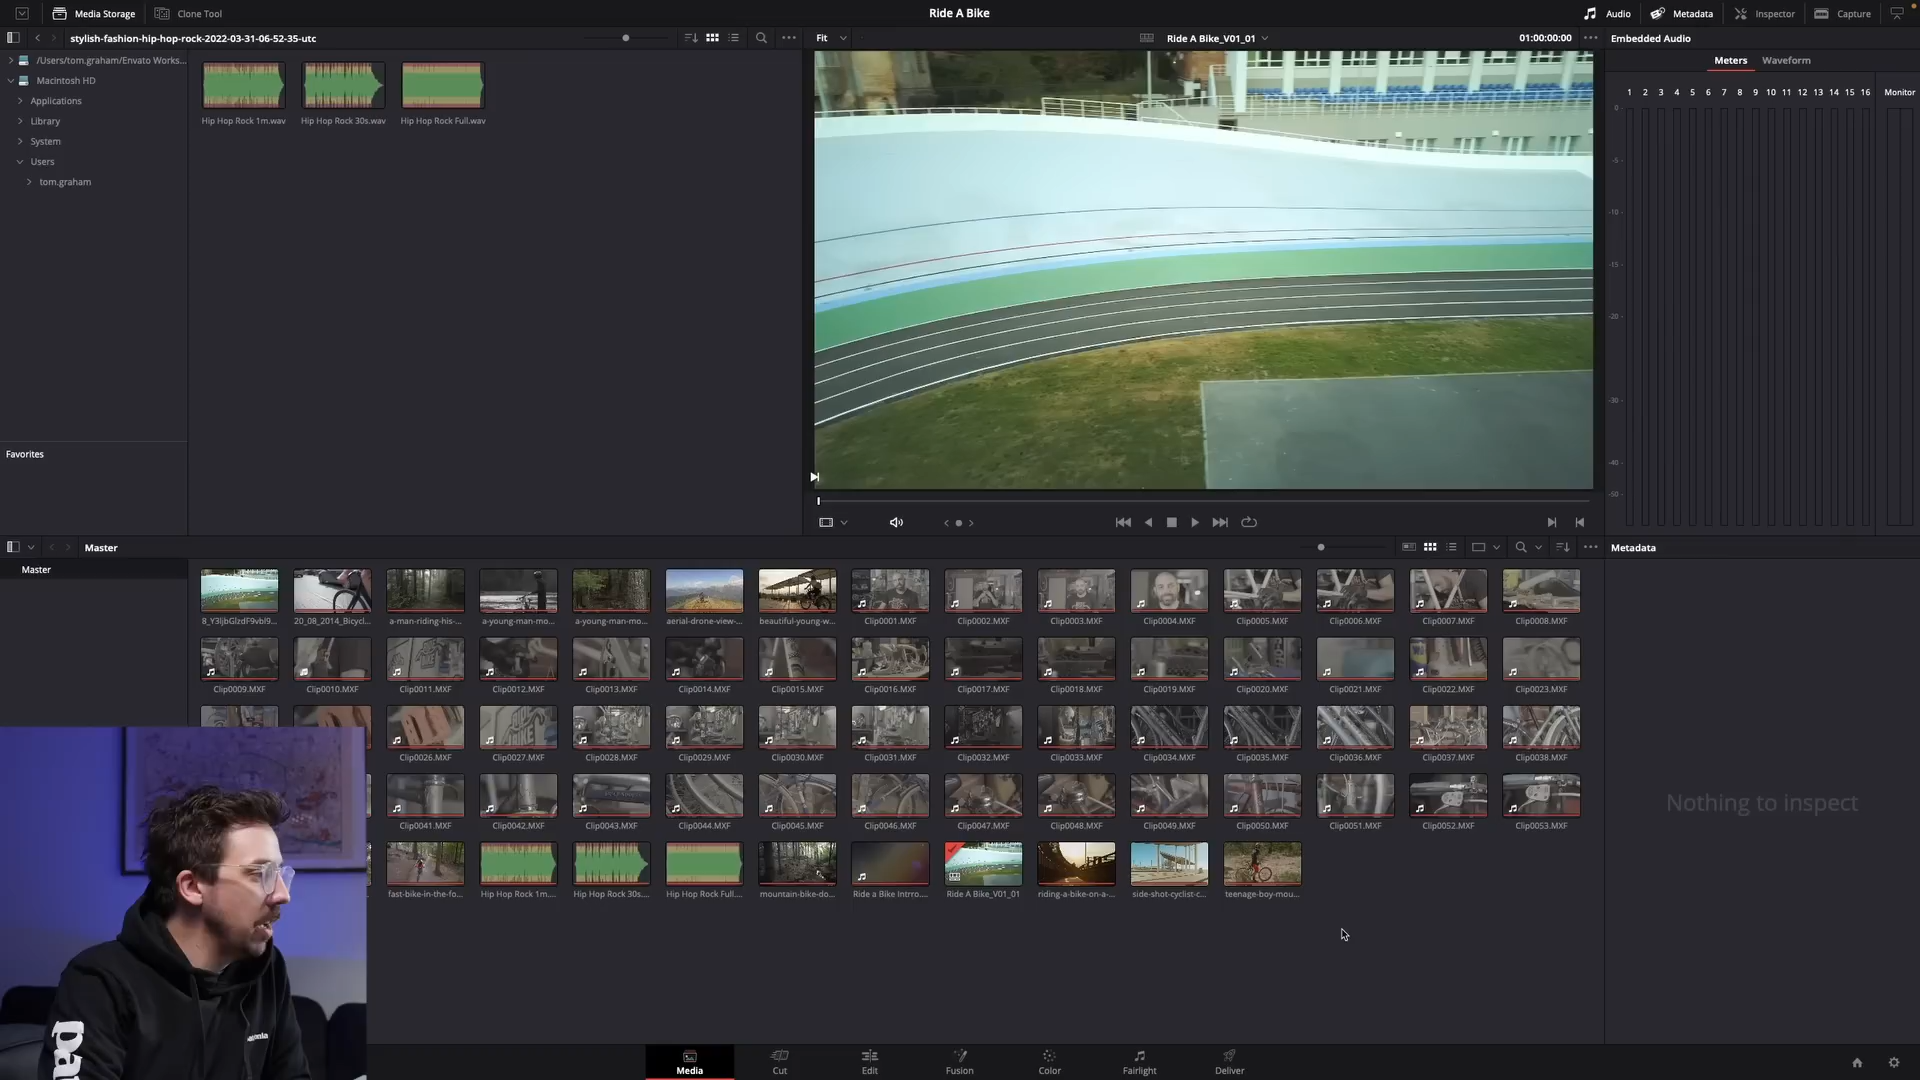 Media Storage
Clone Tool
Ride A Bike
Audio
Metadata
Inspector
Capture
stylish-fashion-hip-hop-rock-2022-03-31-06-52-35-utc
Fit
Ride A Bike_V01_01
01:00:00:00
Embedded Audio
/Users/tom.graham/Envato Works...
Macintosh HD
Applications
Library
System
Users
tom.graham
Hip Hop Rock 1m.wav
Hip Hop Rock 30s.wav
Hip Hop Rock Full.wav
Meters
Waveform
1 2 3 4 5 6 7 8 9 10 11 12 13 14 15 16
Monitor
0
-5
-10
-15
-20
-30
-40
-50
Favorites
Master
Metadata
Master
8_Y3ljbGlzdF9vbl9...
20_08_2014_Bicycl...
a-man-riding-his-...
a-young-man-mo...
a-young-man-mo...
aerial-drone-view-...
beautiful-young-w...
Clip0001.MXF
Clip0002.MXF
Clip0003.MXF
Clip0004.MXF
Clip0005.MXF
Clip0006.MXF
Clip0007.MXF
Clip0008.MXF
Clip0009.MXF
Clip0010.MXF
Clip0011.MXF
Clip0012.MXF
Clip0013.MXF
Clip0014.MXF
Clip0015.MXF
Clip0016.MXF
Clip0017.MXF
Clip0018.MXF
Clip0019.MXF
Clip0020.MXF
Clip0021.MXF
Clip0022.MXF
Clip0023.MXF
Clip0026.MXF
Clip0027.MXF
Clip0028.MXF
Clip0029.MXF
Clip0030.MXF
Clip0031.MXF
Clip0032.MXF
Clip0033.MXF
Clip0034.MXF
Clip0035.MXF
Clip0036.MXF
Clip0037.MXF
Clip0038.MXF
Clip0041.MXF
Clip0042.MXF
Clip0043.MXF
Clip0044.MXF
Clip0045.MXF
Clip0046.MXF
Clip0047.MXF
Clip0048.MXF
Clip0049.MXF
Clip0050.MXF
Clip0051.MXF
Clip0052.MXF
Clip0053.MXF
fast-bike-in-the-fo...
Hip Hop Rock 1m....
Hip Hop Rock 30s....
Hip Hop Rock Full....
mountain-bike-do...
Ride a Bike Intrro....
Ride A Bike_V01_01
riding-a-bike-on-a-...
side-shot-cyclist-c...
teenage-boy-mou...
Nothing to inspect
Media
Cut
Edit
Fusion
Color
Fairlight
Deliver